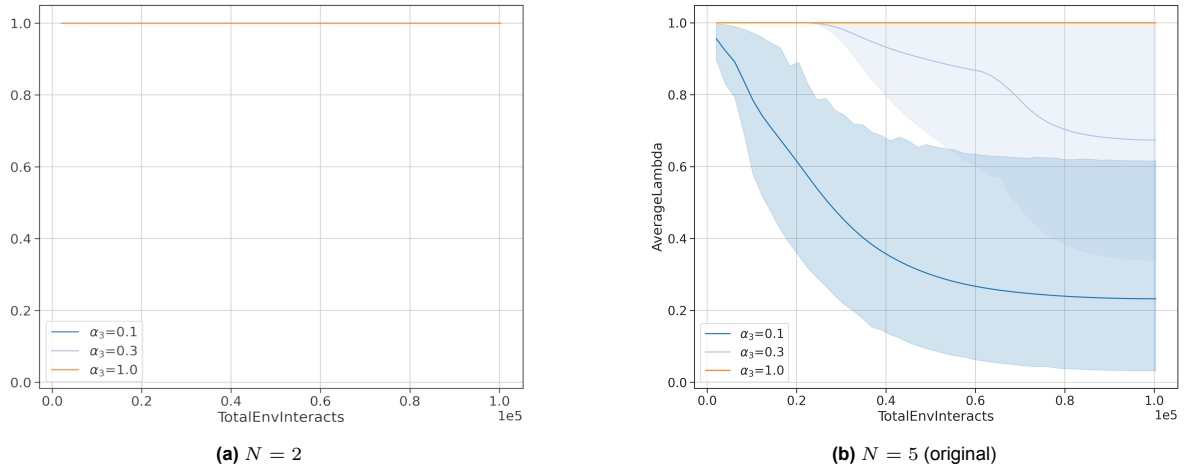 1.0
0.8
0.6
0.4
0.2
0.0
α₃=0.1
α₃=0.3
α₃=1.0
0.0 0.2 0.4 0.6 0.8 1.0
1e5
TotalEnvInteracts
(a) N = 2
AverageLambda
1.0
0.8
0.6
0.4
0.2
0.0
α₃=0.1
α₃=0.3
α₃=1.0
0.0 0.2 0.4 0.6 0.8 1.0
1e5
TotalEnvInteracts
(b) N = 5 (original)